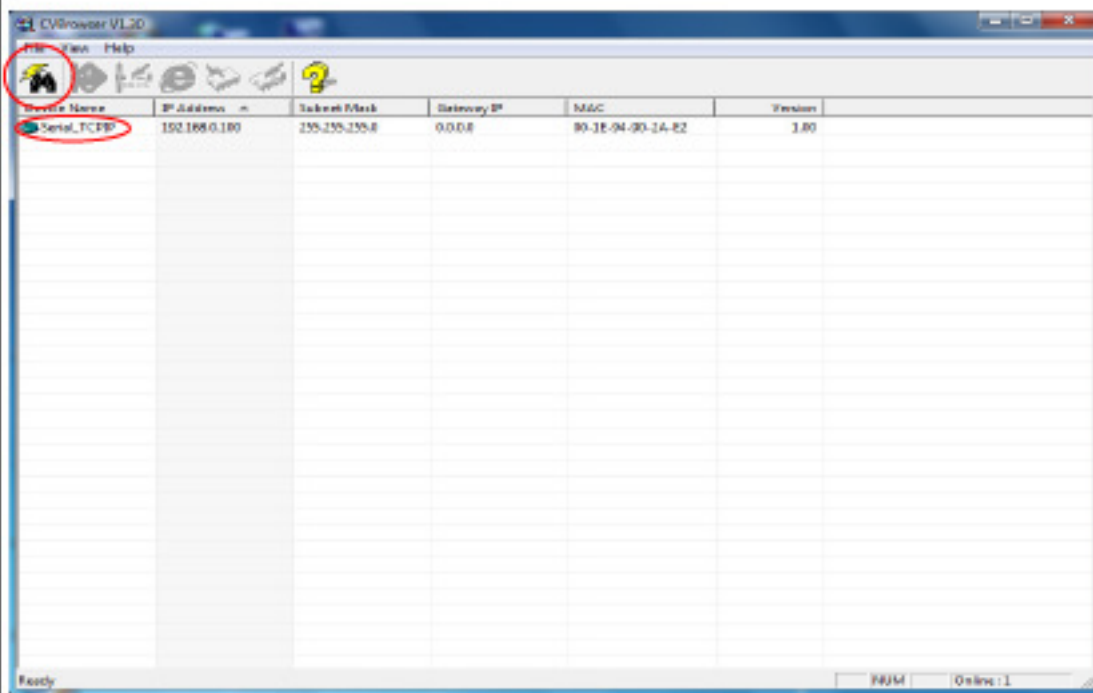 CVBrowser V1.30
File View Help
Device Name IP Address Subnet Mask Gateway IP MAC Version
Serial_TCPIP 192.168.0.100 255.255.255.0 0.0.0.0 00-1E-94-00-2A-E2 1.00
Ready NUM Online : 1